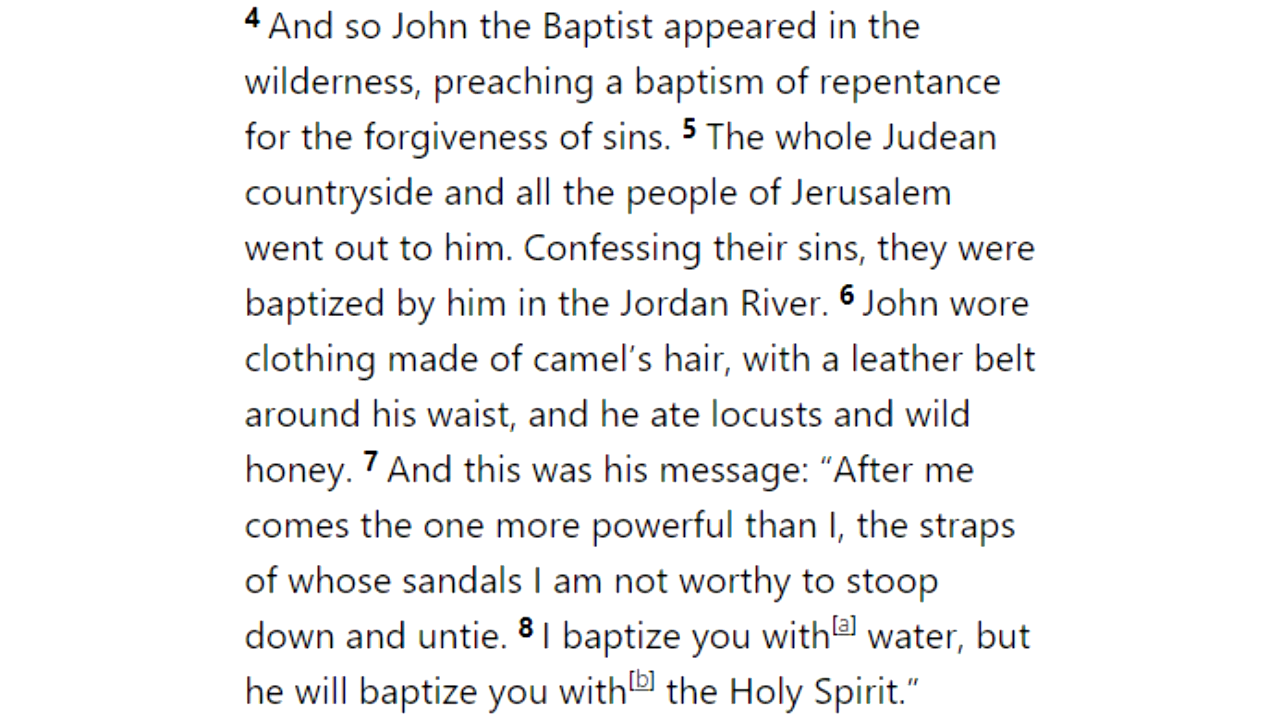 4 And so John the Baptist appeared in the
wilderness, preaching a baptism of repentance
for the forgiveness of sins. 5 The whole Judean
countryside and all the people of Jerusalem
went out to him. Confessing their sins, they were
baptized by him in the Jordan River. 6 John wore
clothing made of camel’s hair, with a leather belt
around his waist, and he ate locusts and wild
honey. 7 And this was his message: “After me
comes the one more powerful than I, the straps
of whose sandals I am not worthy to stoop
down and untie. 8 I baptize you with[a] water, but
he will baptize you with[b] the Holy Spirit.”